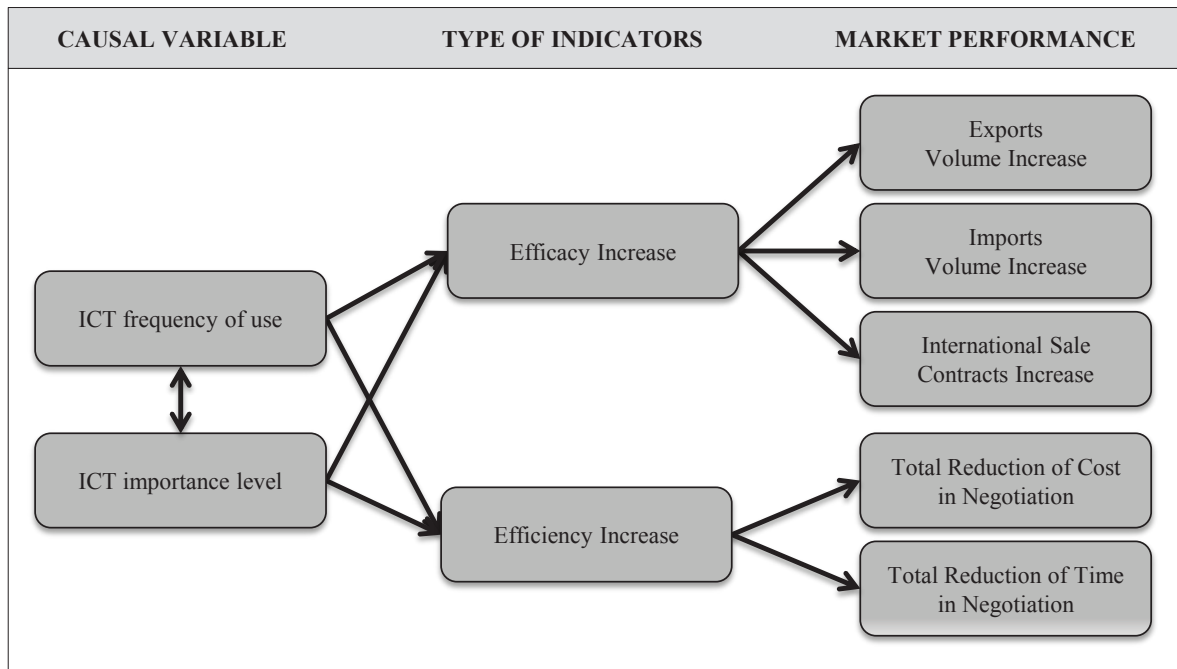 CAUSAL VARIABLE
TYPE OF INDICATORS
MARKET PERFORMANCE
Exports
Volume Increase
Efficacy Increase
Imports
Volume Increase
ICT frequency of use
International Sale
Contracts Increase
ICT importance level
Total Reduction of Cost
in Negotiation
Efficiency Increase
Total Reduction of Time
in Negotiation